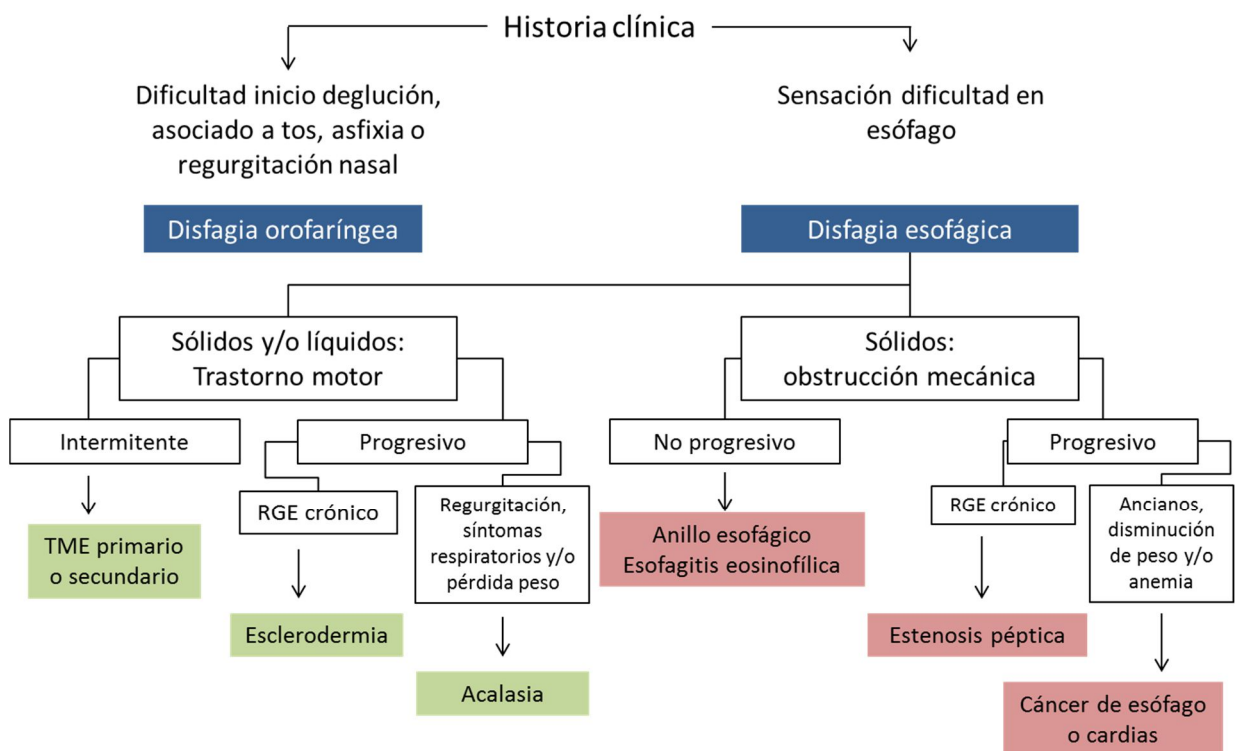 Historia clínica
Dificultad inicio deglución,
asociado a tos, asfixia o
regurgitación nasal
Sensación dificultad en
esófago
Disfagia orofaríngea
Disfagia esofágica
Sólidos y/o líquidos:
Trastorno motor
Sólidos:
obstrucción mecánica
Intermitente
Progresivo
No progresivo
Progresivo
RGE crónico
Regurgitación,
síntomas
respiratorios y/o
pérdida peso
RGE crónico
Ancianos,
disminución
de peso y/o
anemia
TME primario
o secundario
Anillo esofágico
Esofagitis eosinofílica
Esclerodermia
Estenosis péptica
Acalasia
Cáncer de esófago
o cardias